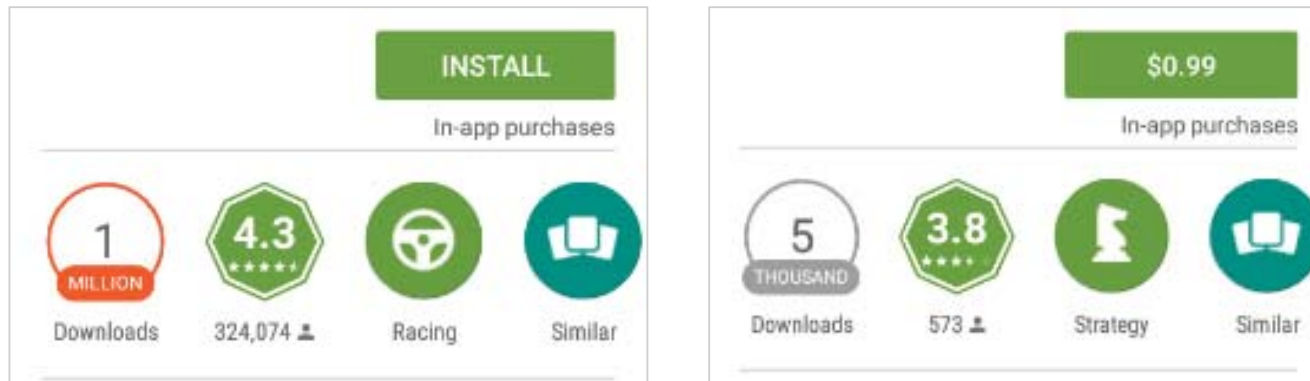 INSTALL
In-app purchases
1
MILLION
Downloads
4.3
324,074
Racing
Similar
$0.99
In-app purchases
5
THOUSAND
Downloads
3.8
573
Strategy
Similar